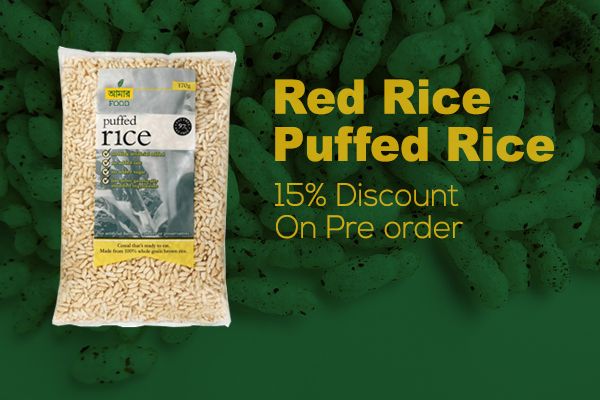 আমার
FOOD
170g
puffed
rice
Cereal that's ready to eat.
Made from 100% whole grain brown rice.
Red Rice
Puffed Rice
15% Discount
On Pre order